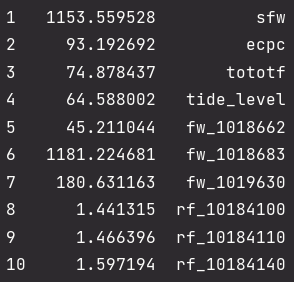 1 1153.559528 sfw
2 93.192692 ecpc
3 74.878437 tototf
4 64.588002 tide_level
5 45.211044 fw_1018662
6 1181.224681 fw_1018683
7 180.631163 fw_1019630
8 1.441315 rf_10184100
9 1.466396 rf_10184110
10 1.597194 rf_10184140